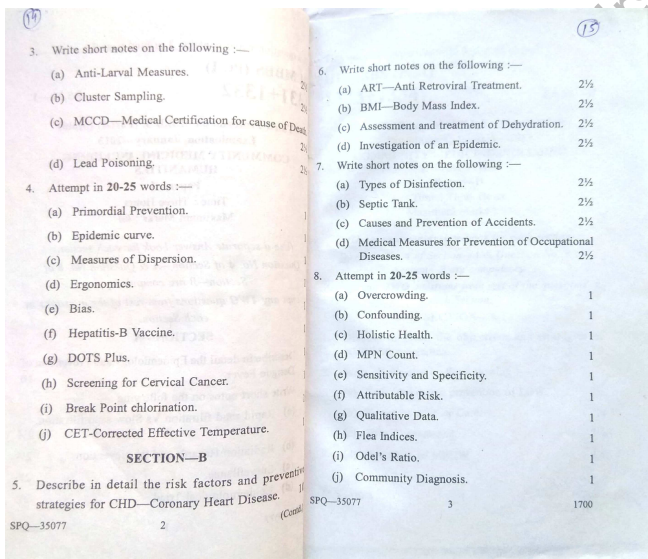 14
3. Write short notes on the following :—
(a) Anti-Larval Measures.
(b) Cluster Sampling.
(c) MCCD—Medical Certification for cause of Death
(d) Lead Poisoning.
4. Attempt in 20-25 words :—
(a) Primordial Prevention.
(b) Epidemic curve.
(c) Measures of Dispersion.
(d) Ergonomics.
(e) Bias.
(f) Hepatitis-B Vaccine.
(g) DOTS Plus.
(h) Screening for Cervical Cancer.
(i) Break Point chlorination.
(j) CET-Corrected Effective Temperature.
SECTION—B
5. Describe in detail the risk factors and preventive
strategies for CHD—Coronary Heart Disease.
SPQ—35077 2 (Contd.
15
6. Write short notes on the following :—
(a) ART—Anti Retroviral Treatment. 2½
(b) BMI—Body Mass Index. 2½
(c) Assessment and treatment of Dehydration. 2½
(d) Investigation of an Epidemic. 2½
7. Write short notes on the following :—
(a) Types of Disinfection. 2½
(b) Septic Tank. 2½
(c) Causes and Prevention of Accidents. 2½
(d) Medical Measures for Prevention of Occupational
Diseases. 2½
8. Attempt in 20-25 words :—
(a) Overcrowding. 1
(b) Confounding. 1
(c) Holistic Health. 1
(d) MPN Count. 1
(e) Sensitivity and Specificity. 1
(f) Attributable Risk. 1
(g) Qualitative Data. 1
(h) Flea Indices. 1
(i) Odel's Ratio. 1
(j) Community Diagnosis. 1
SPQ—35077 3 1700